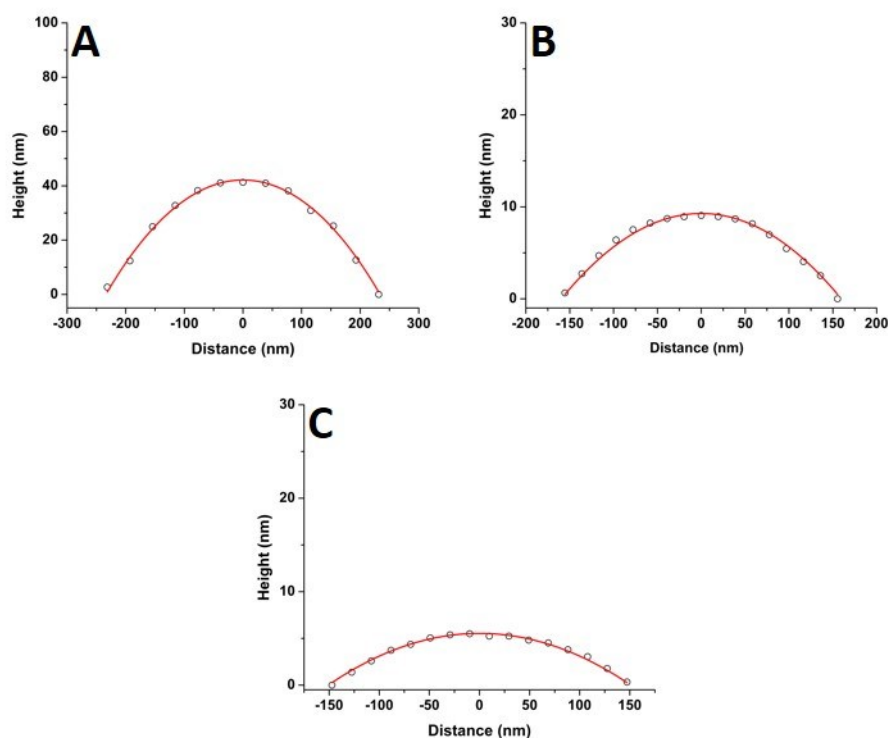 A
100
80
60
40
20
0
Height (nm)
-300 -200 -100 0 100 200 300
Distance (nm)
B
30
20
10
0
Height (nm)
-200 -150 -100 -50 0 50 100 150 200
Distance (nm)
C
30
20
10
0
Height (nm)
-150 -100 -50 0 50 100 150
Distance (nm)